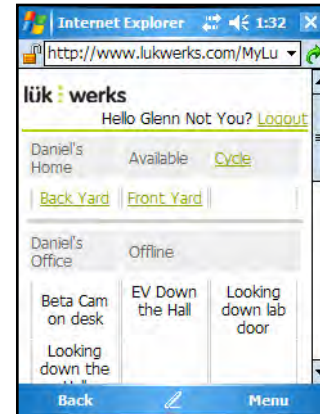 Internet Explorer 1:32
http://www.lukwerks.com/MyLu
lük werks
Hello Glenn Not You? Logout
Daniel's Home
Available
Cycle
Back Yard
Front Yard
Daniel's Office
Offline
Beta Cam on desk
EV Down the Hall
Looking down lab door
Looking down the
Back Menu